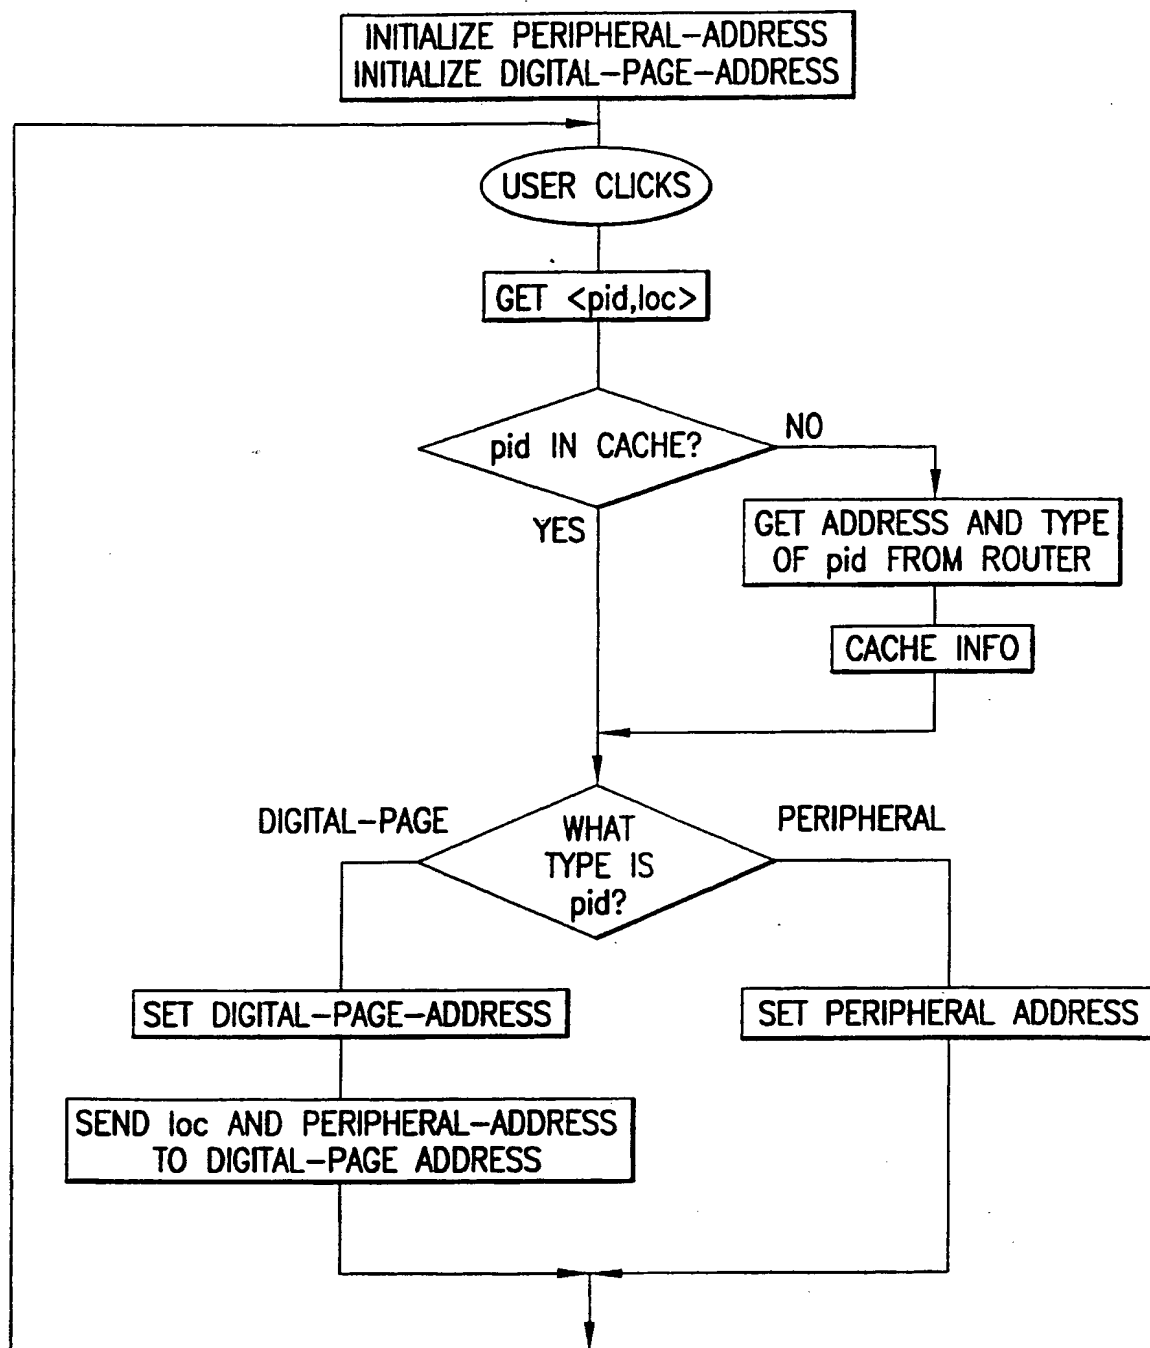 INITIALIZE PERIPHERAL-ADDRESS
INITIALIZE DIGITAL-PAGE-ADDRESS
USER CLICKS
GET <pid,loc>
pid IN CACHE?
NO
YES
GET ADDRESS AND TYPE
OF pid FROM ROUTER
CACHE INFO
DIGITAL-PAGE
WHAT
TYPE IS
pid?
PERIPHERAL
SET DIGITAL-PAGE-ADDRESS
SET PERIPHERAL ADDRESS
SEND loc AND PERIPHERAL-ADDRESS
TO DIGITAL-PAGE ADDRESS